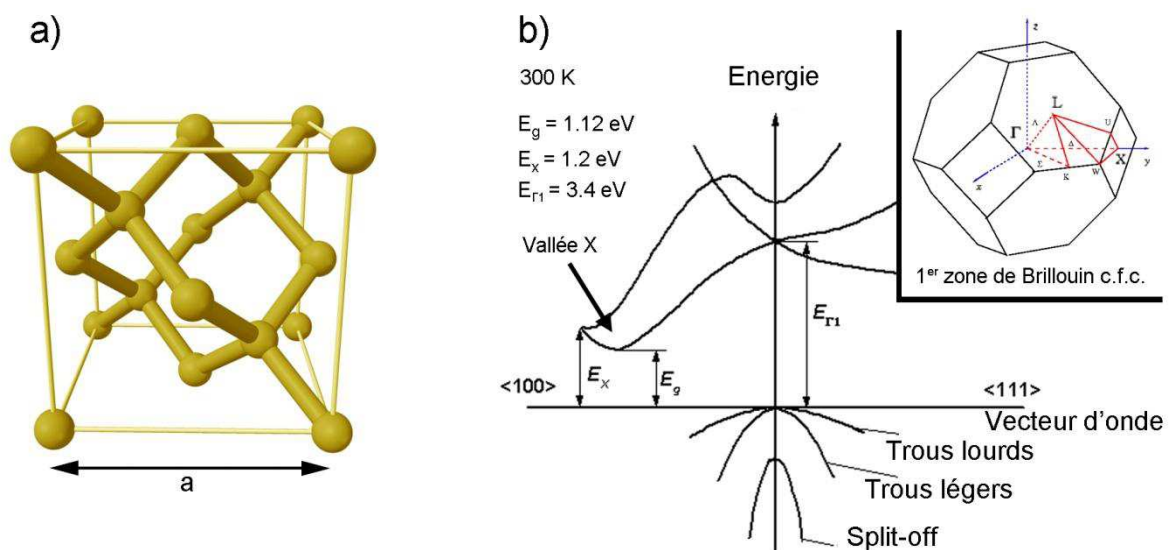 a)
a
b)
300 K
E_g = 1.12 eV
E_x = 1.2 eV
E_Γ1 = 3.4 eV
Energie
Vallée X
E_Γ1
E_X
E_g
<100>
<111>
Vecteur d'onde
Trous lourds
Trous légers
Split-off
z
L
Λ
U
Γ
Δ
X
y
Σ
W
K
x
1er zone de Brillouin c.f.c.